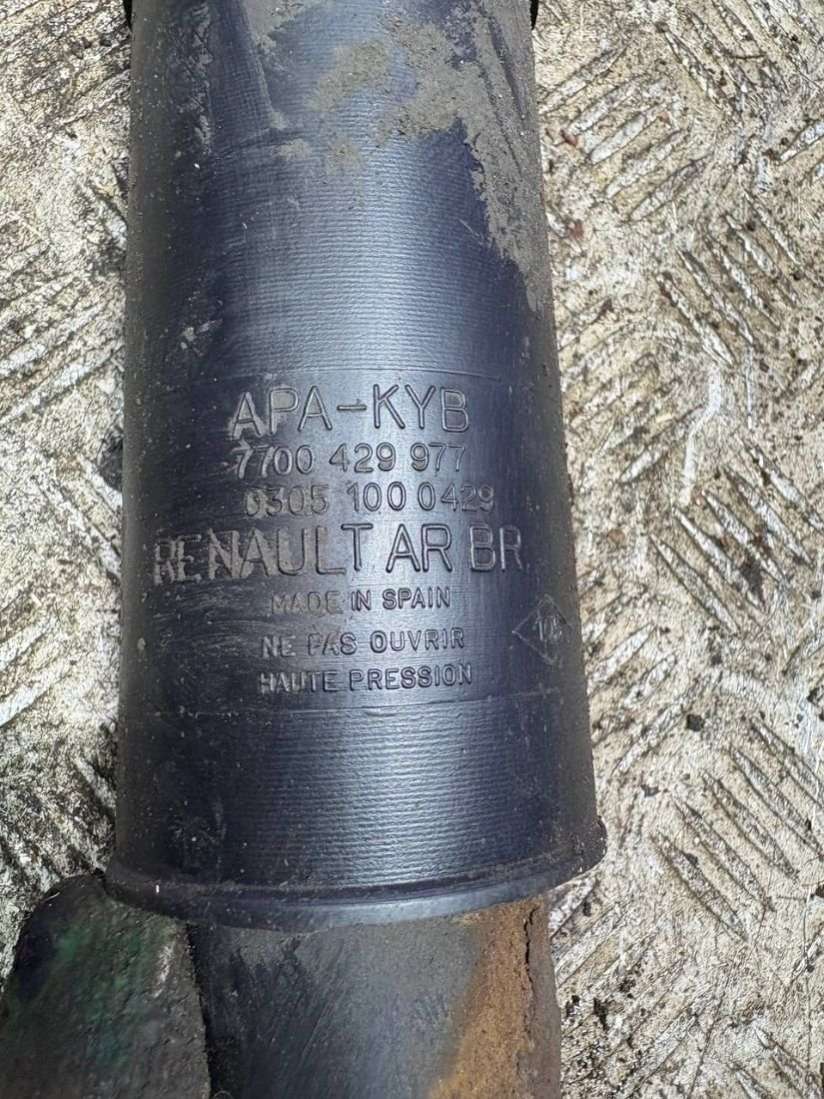 APA-KYB
7700 429 977
0305 100 0429
RENAULT AR BR
MADE IN SPAIN
NE PAS OUVRIR
HAUTE PRESSION